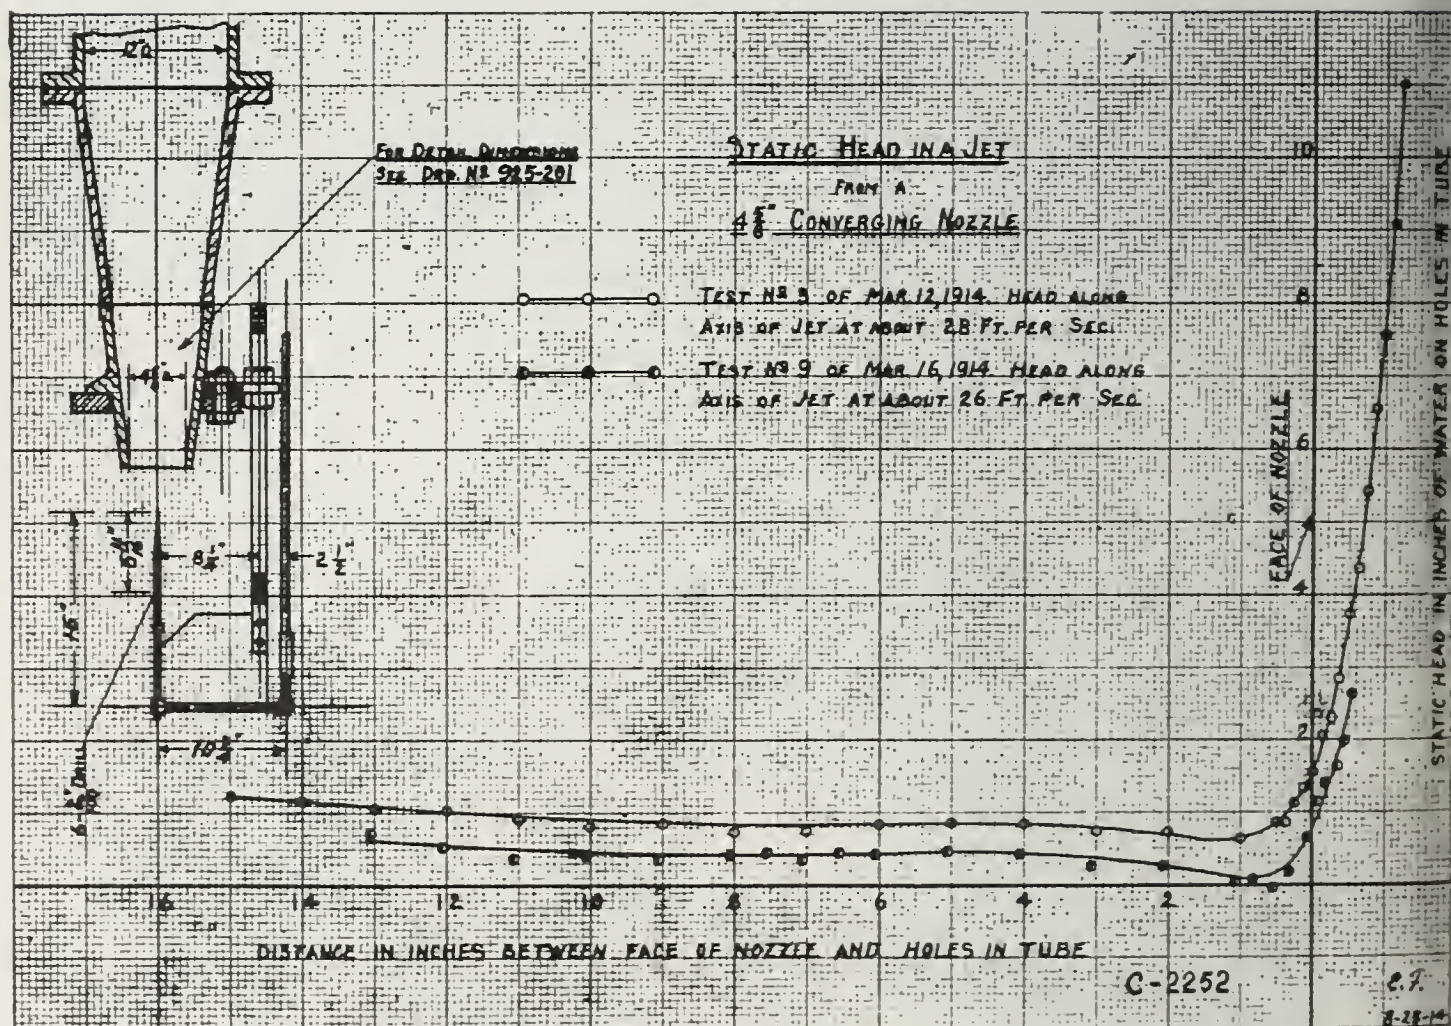 12"D
FOR DETAIL DIMENSIONS
SEE DRG. Nº 925-201
STATIC HEAD IN A JET
FROM A
4 5/8" CONVERGING NOZZLE
TEST Nº 3 OF MAR. 12, 1914. HEAD ALONG
AXIS OF JET AT ABOUT 28 FT. PER SEC.
TEST Nº 9 OF MAR. 16, 1914. HEAD ALONG
AXIS OF JET AT ABOUT 26 FT PER SEC
10
8
6
4
2
FACE OF NOZZLE
STATIC HEAD IN INCHES OF WATER ON HOLES IN TUBE
8 1/4"
2 1/2"
16"
DRILL
16 14 12 10 8 6 4 2
DISTANCE IN INCHES BETWEEN FACE OF NOZZLE AND HOLES IN TUBE
C-2252